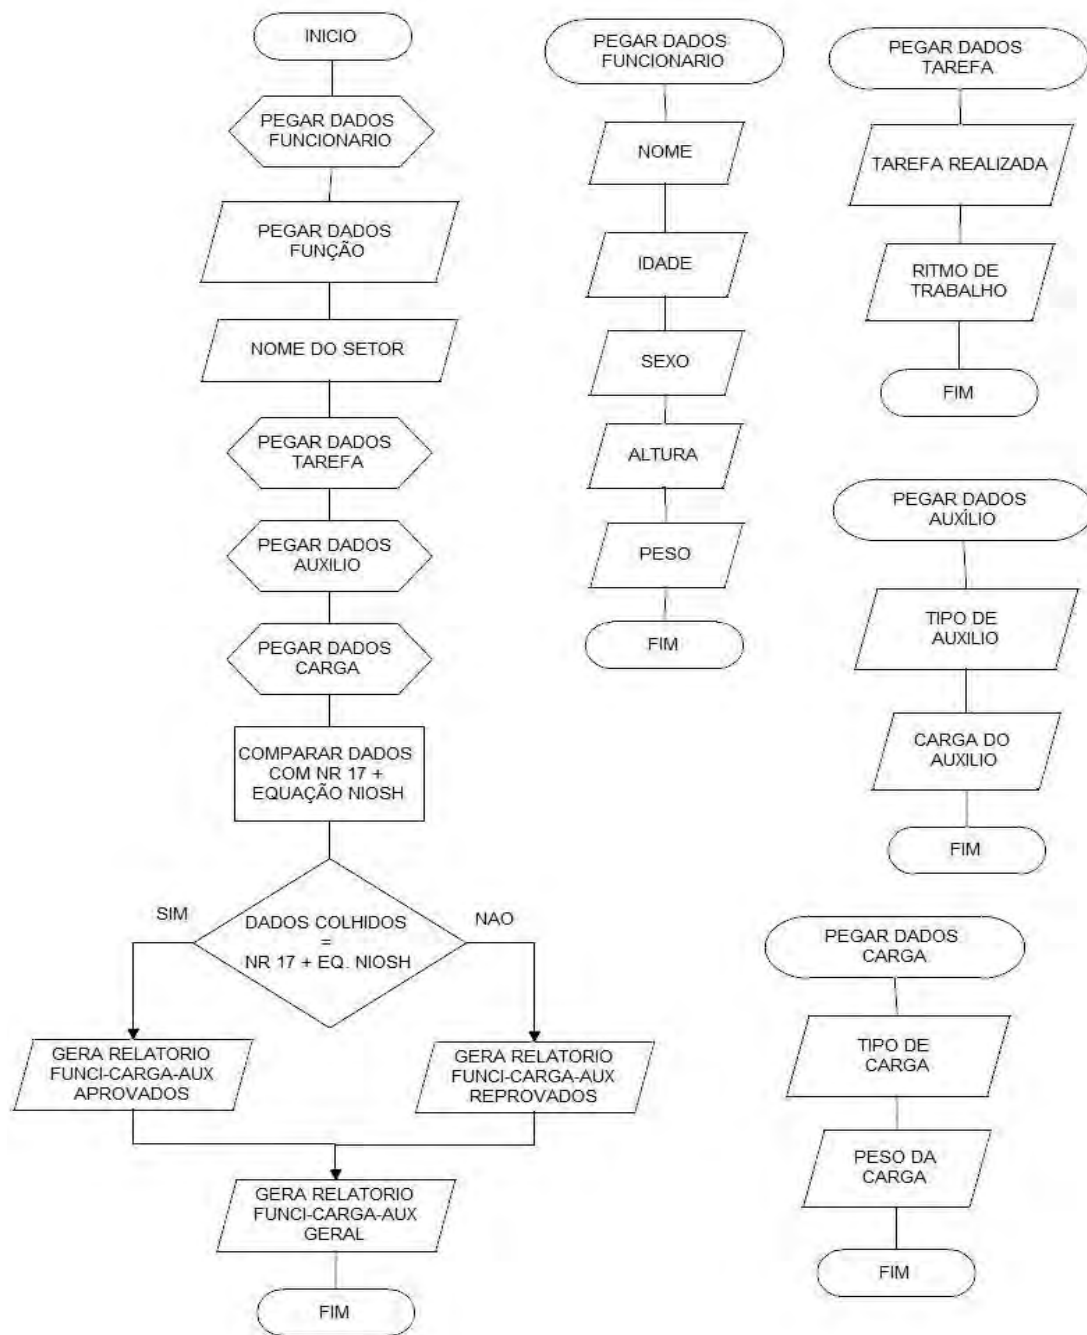 INICIO
PEGAR DADOS
FUNCIONARIO
PEGAR DADOS
FUNÇÃO
NOME DO SETOR
PEGAR DADOS
TAREFA
PEGAR DADOS
AUXILIO
PEGAR DADOS
CARGA
COMPARAR DADOS
COM NR 17 +
EQUAÇÃO NIOSH
SIM
DADOS COLHIDOS
=
NR 17 + EQ. NIOSH
NAO
GERA RELATORIO
FUNCI-CARGA-AUX
APROVADOS
GERA RELATORIO
FUNCI-CARGA-AUX
REPROVADOS
GERA RELATORIO
FUNCI-CARGA-AUX
GERAL
FIM
PEGAR DADOS
FUNCIONARIO
NOME
IDADE
SEXO
ALTURA
PESO
FIM
PEGAR DADOS
TAREFA
TAREFA REALIZADA
RITMO DE
TRABALHO
FIM
PEGAR DADOS
AUXÍLIO
TIPO DE
AUXILIO
CARGA DO
AUXILIO
FIM
PEGAR DADOS
CARGA
TIPO DE
CARGA
PESO DA
CARGA
FIM